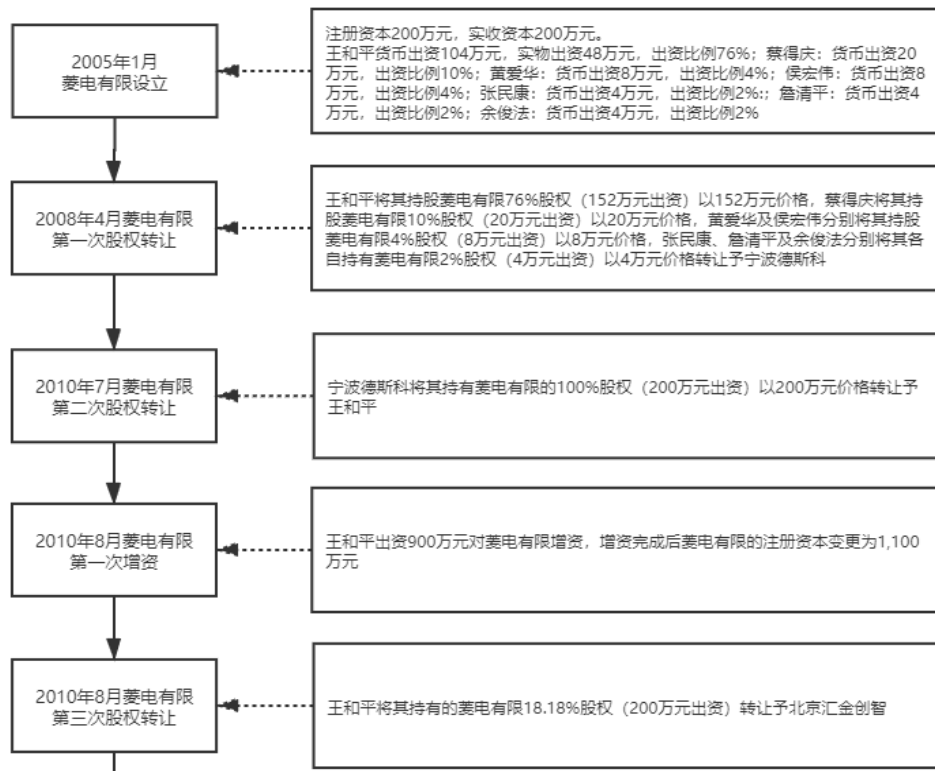 2005年1月
菱电有限设立
注册资本200万元，实收资本200万元。
王和平货币出资104万元，实物出资48万元，出资比例76%；蔡得庆：货币出资20
万元，出资比例10%；黄爱华：货币出资8万元，出资比例4%；侯宏伟：货币出资8
万元，出资比例4%；张民康：货币出资4万元，出资比例2%:；詹清平：货币出资4
万元，出资比例2%；余俊法：货币出资4万元，出资比例2%
2008年4月菱电有限
第一次股权转让
王和平将其持股菱电有限76%股权（152万元出资）以152万元价格，蔡得庆将其持
股菱电有限10%股权（20万元出资）以20万元价格，黄爱华及侯宏伟分别将其持股
菱电有限4%股权（8万元出资）以8万元价格，张民康、詹清平及余俊法分别将其各
自持有菱电有限2%股权（4万元出资）以4万元价格转让予宁波德斯科
2010年7月菱电有限
第二次股权转让
宁波德斯科将其持有菱电有限的100%股权（200万元出资）以200万元价格转让予
王和平
2010年8月菱电有限
第一次增资
王和平出资900万元对菱电有限增资，增资完成后菱电有限的注册资本变更为1,100
万元
2010年8月菱电有限
第三次股权转让
王和平将其持有的菱电有限18.18%股权（200万元出资）转让予北京汇金创智